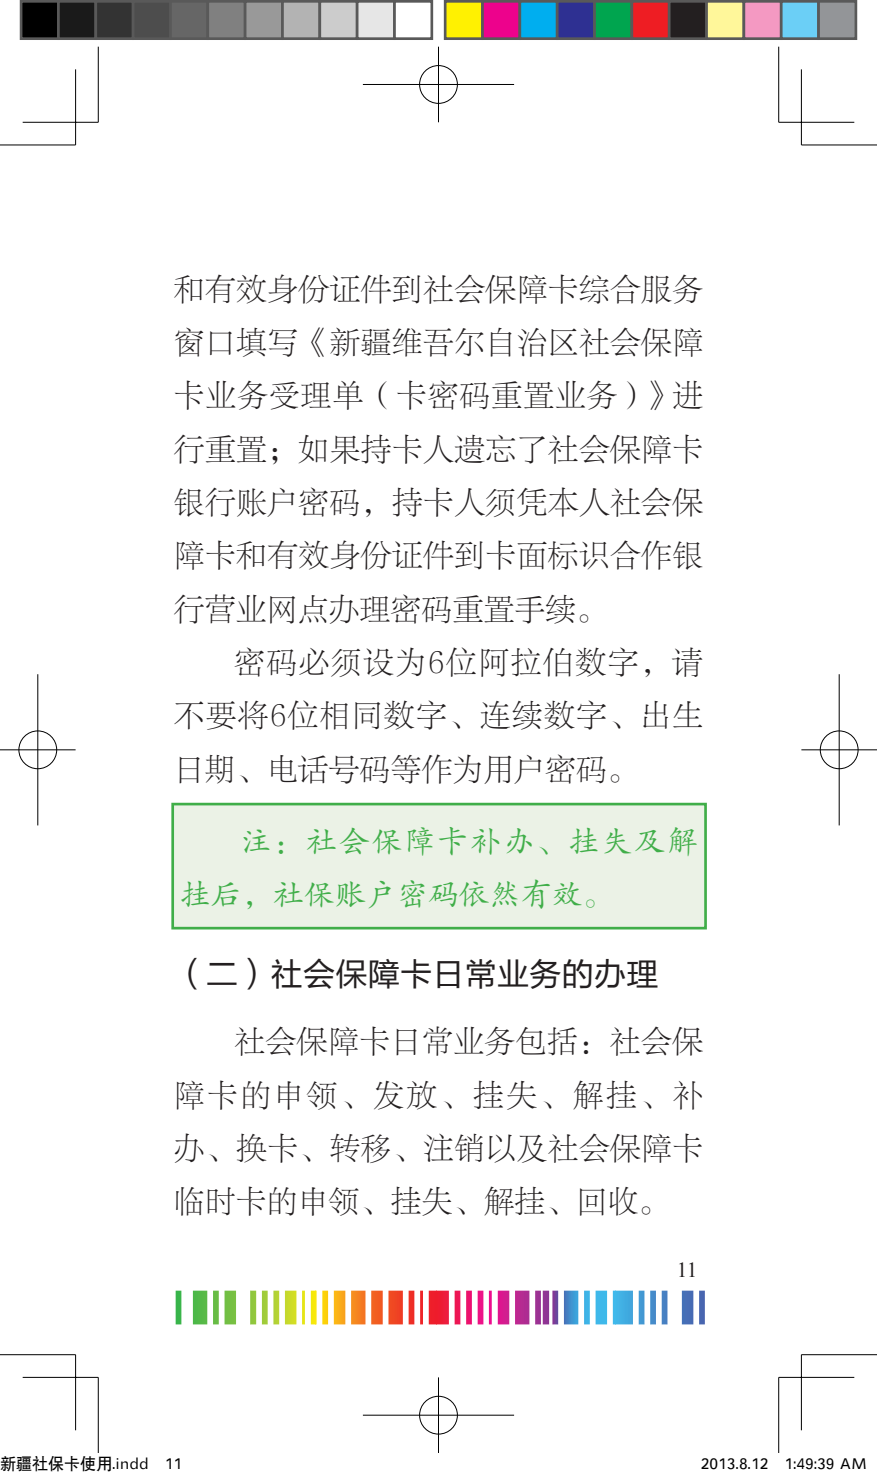 和有效身份证件到社会保障卡综合服务
窗口填写《新疆维吾尔自治区社会保障
卡业务受理单（卡密码重置业务）》进
行重置；如果持卡人遗忘了社会保障卡
银行账户密码，持卡人须凭本人社会保
障卡和有效身份证件到卡面标识合作银
行营业网点办理密码重置手续。
密码必须设为6位阿拉伯数字，请
不要将6位相同数字、连续数字、出生
日期、电话号码等作为用户密码。
注：社会保障卡补办、挂失及解
挂后，社保账户密码依然有效。
（二）社会保障卡日常业务的办理
社会保障卡日常业务包括：社会保
障卡的申领、发放、挂失、解挂、补
办、换卡、转移、注销以及社会保障卡
临时卡的申领、挂失、解挂、回收。
11
新疆社保卡使用.indd 11
2013.8.12 1:49:39 AM